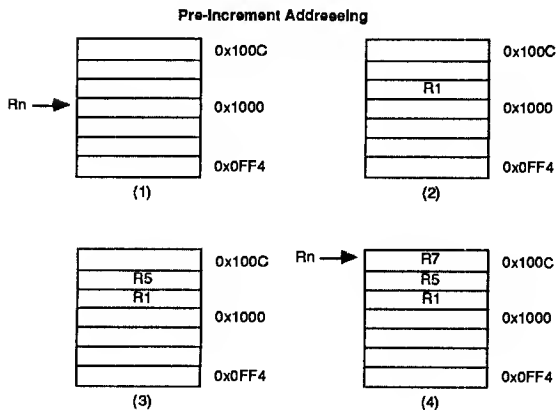 Pre-Increment Addreeeing
0x100C
Rn
0x1000
0x0FF4
(1)
0x100C
R1
0x1000
0x0FF4
(2)
0x100C
R5
R1
0x1000
0x0FF4
(3)
Rn
R7
0x100C
R5
R1
0x1000
0x0FF4
(4)